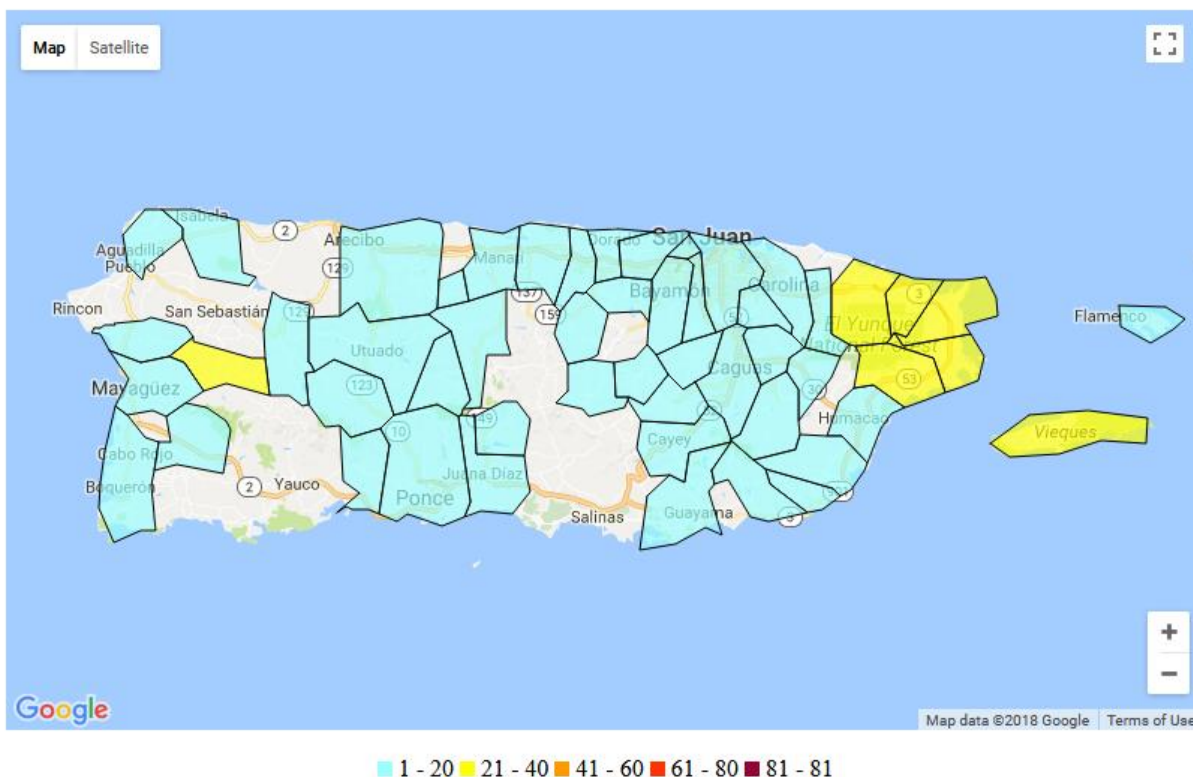 Map Satellite
Isabela
2
San Juan
Arecibo
Dorado
Aguadilla
Pueblo
129
Manatí
3
Carolina
Bayamón
137
Rincon
San Sebastián
129
159
52
Flamenco
El Yunque
National Forest
Utuado
Caguas
Mayagüez
123
30
53
Humacao
149
10
Cayey
Vieques
Cabo Rojo
Juana Díaz
Boquerón
2
Yauco
Ponce
Salinas
Guayama
3
+
−
Google
Map data ©2018 Google Terms of Use
1 - 20 21 - 40 41 - 60 61 - 80 81 - 81